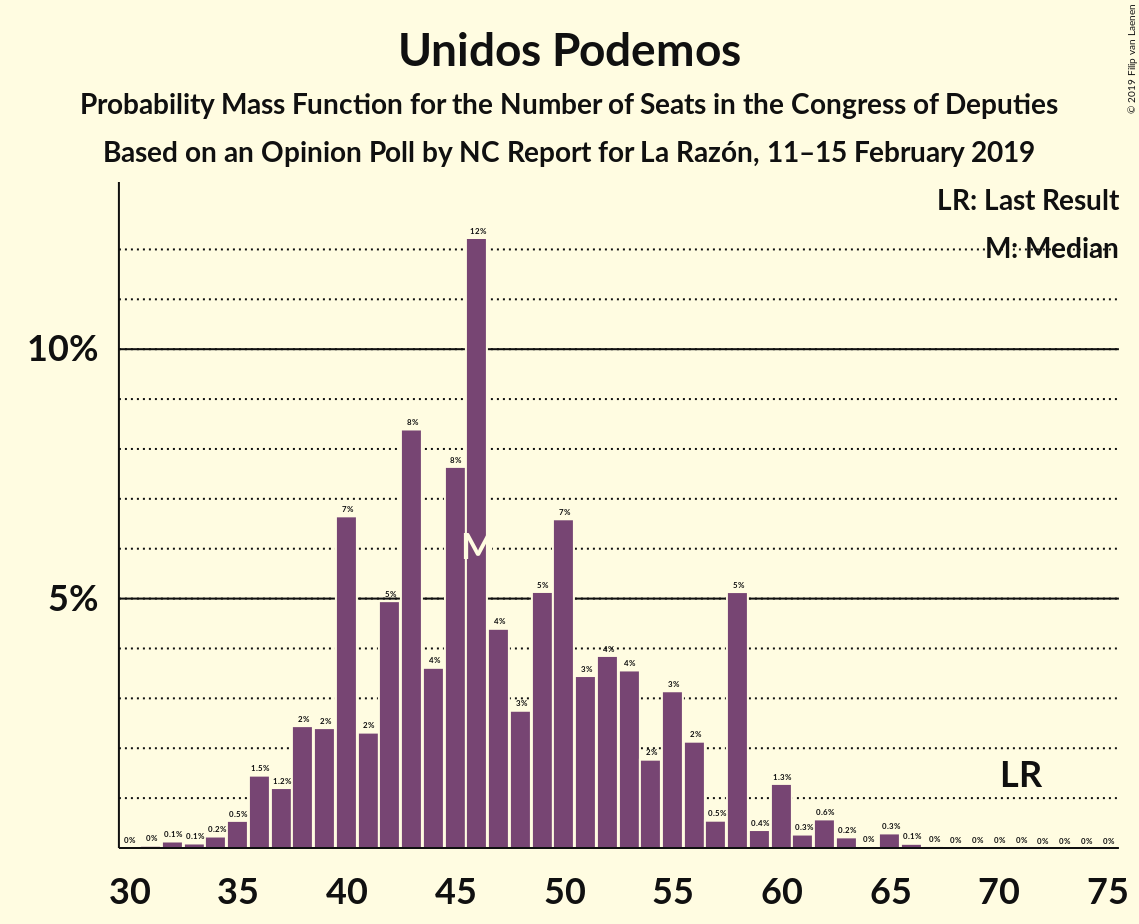 © 2019 Filip van Laenen
Unidos Podemos
Probability Mass Function for the Number of Seats in the Congress of Deputies
Based on an Opinion Poll by NC Report for La Razón, 11–15 February 2019
LR: Last Result
M: Median
10%
5%
0% 0% 0.1% 0.1% 0.2% 0.5% 1.5% 1.2% 2% 2% 7% 2% 5% 8% 4% 8% 12% 4% 3% 5% 7% 3% 4% 4% 2% 3% 2% 0.5% 5% 0.4% 1.3% 0.3% 0.6% 0.2% 0% 0.3% 0.1% 0% 0% 0% 0% 0% 0% 0% 0% 0%
M
LR
30 35 40 45 50 55 60 65 70 75